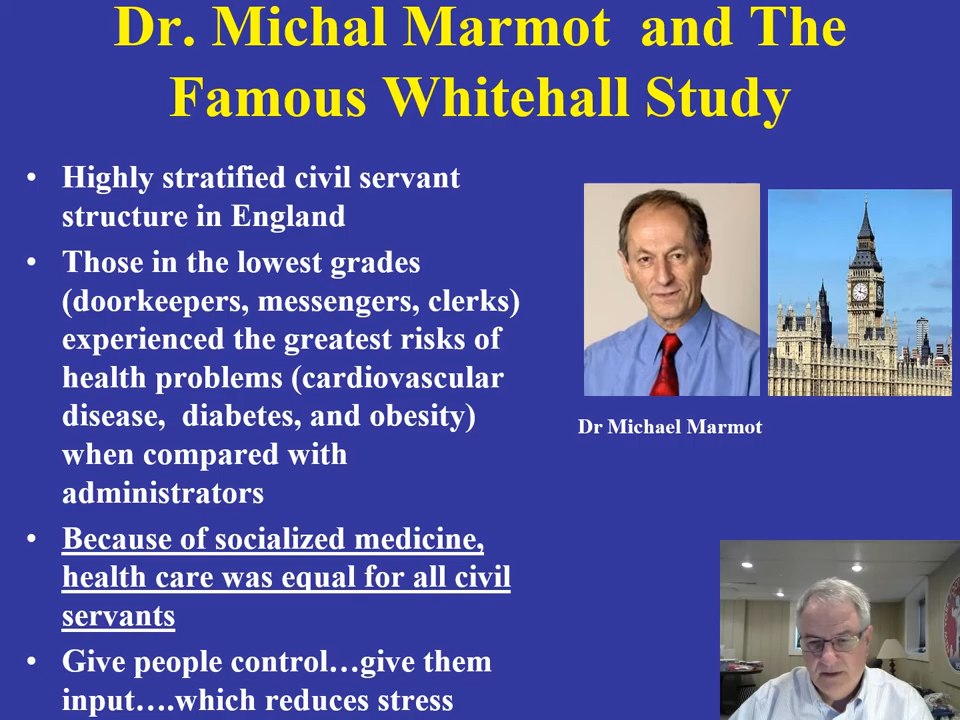 Dr. Michal Marmot and The
Famous Whitehall Study
• Highly stratified civil servant
structure in England
• Those in the lowest grades
(doorkeepers, messengers, clerks)
experienced the greatest risks of
health problems (cardiovascular
disease, diabetes, and obesity)
when compared with
administrators
• Because of socialized medicine,
health care was equal for all civil
servants
• Give people control…give them
input….which reduces stress
Dr Michael Marmot